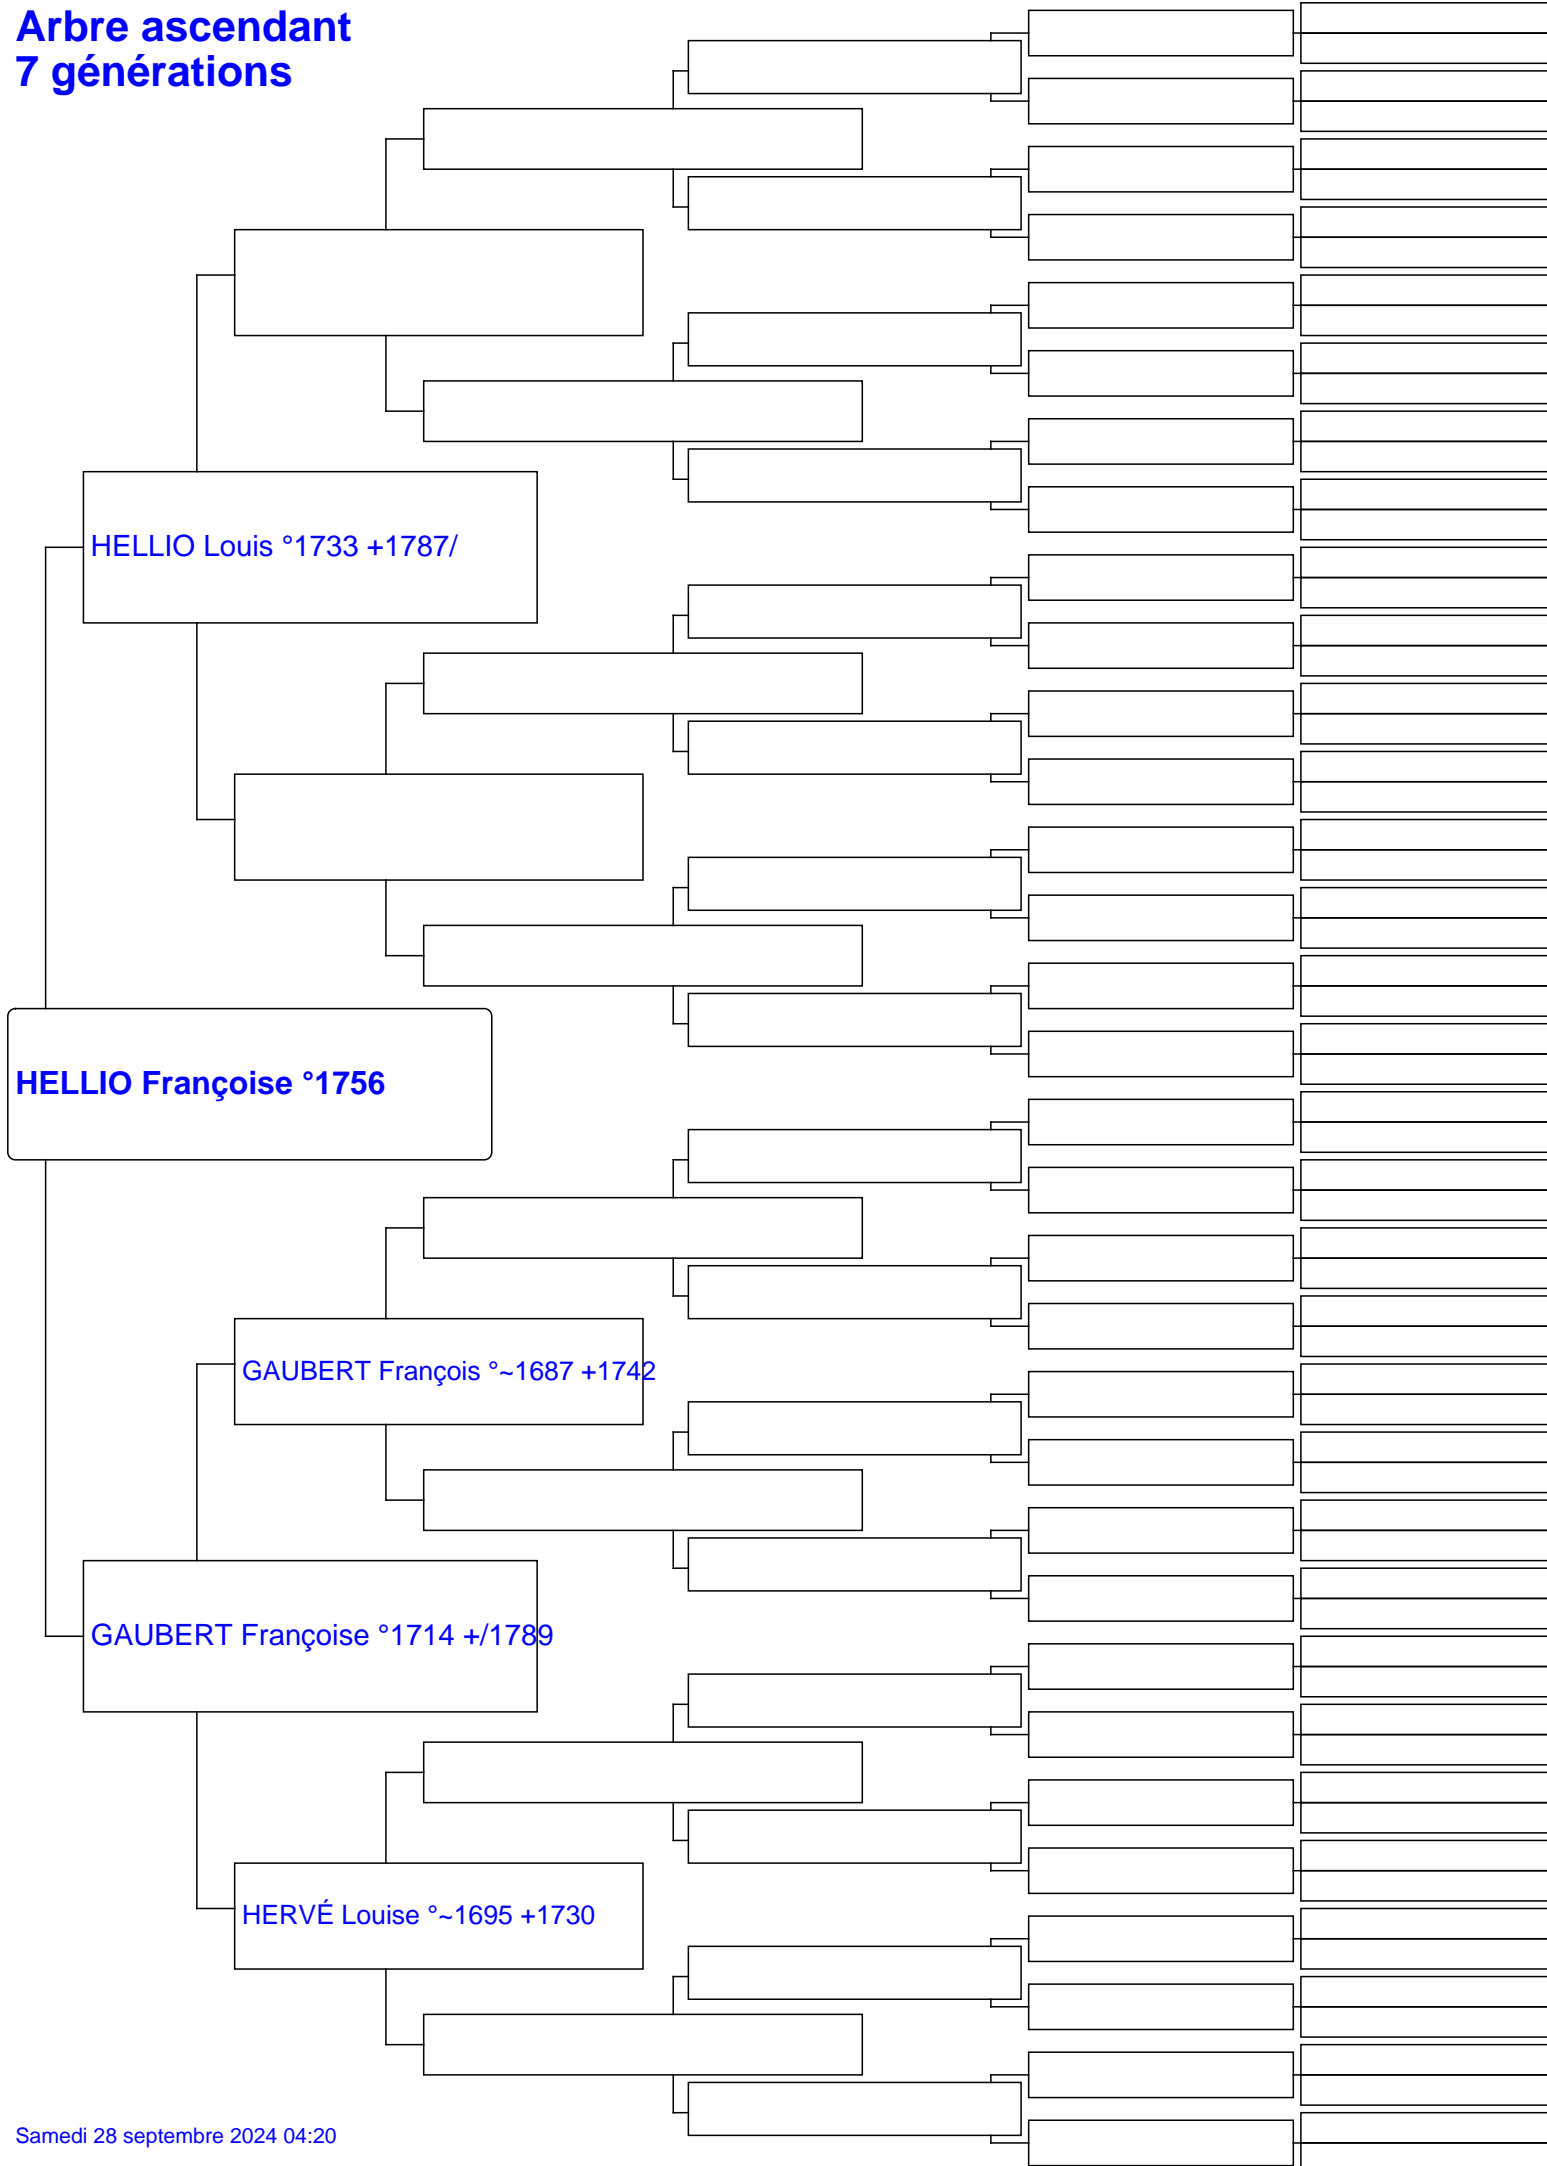 Arbre ascendant
7 générations
HELLIO Louis °1733 +1787/
HELLIO Françoise °1756
GAUBERT François °~1687 +1742
GAUBERT Françoise °1714 +/1789
HERVÉ Louise °~1695 +1730
Samedi 28 septembre 2024 04:20